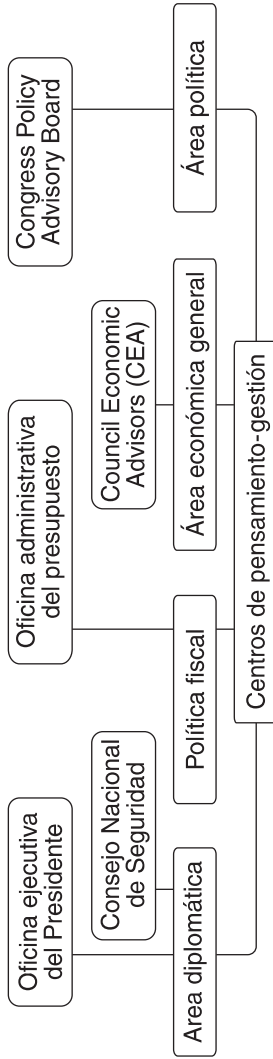 Oficina ejecutiva
del Presidente
Oficina administrativa
del presupuesto
Congress Policy
Advisory Board
Consejo Nacional
de Seguridad
Council Economic
Advisors (CEA)
Area diplomática
Política fiscal
Área económica general
Área política
Centros de pensamiento-gestión